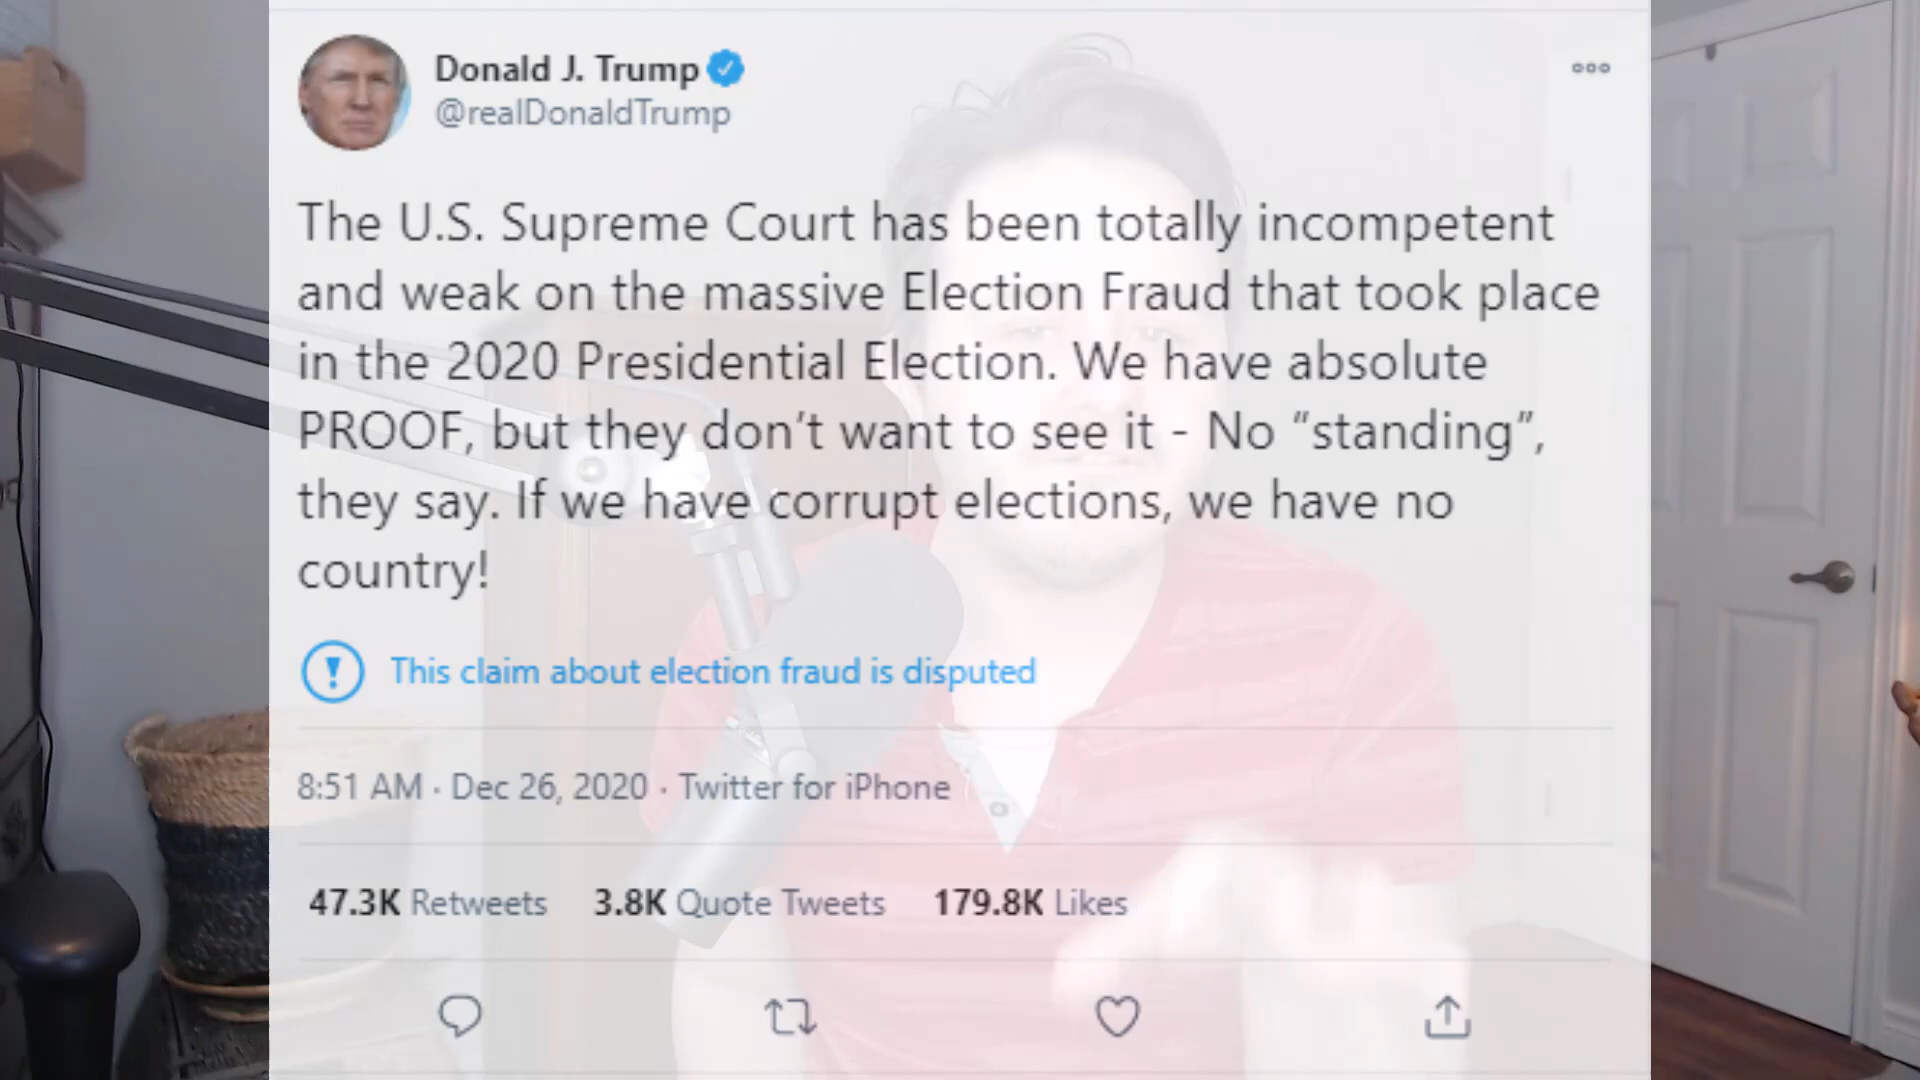 Donald J. Trump
@realDonaldTrump
The U.S. Supreme Court has been totally incompetent
and weak on the massive Election Fraud that took place
in the 2020 Presidential Election. We have absolute
PROOF, but they don’t want to see it - No “standing”,
they say. If we have corrupt elections, we have no
country!
This claim about election fraud is disputed
8:51 AM · Dec 26, 2020 · Twitter for iPhone
47.3K Retweets 3.8K Quote Tweets 179.8K Likes